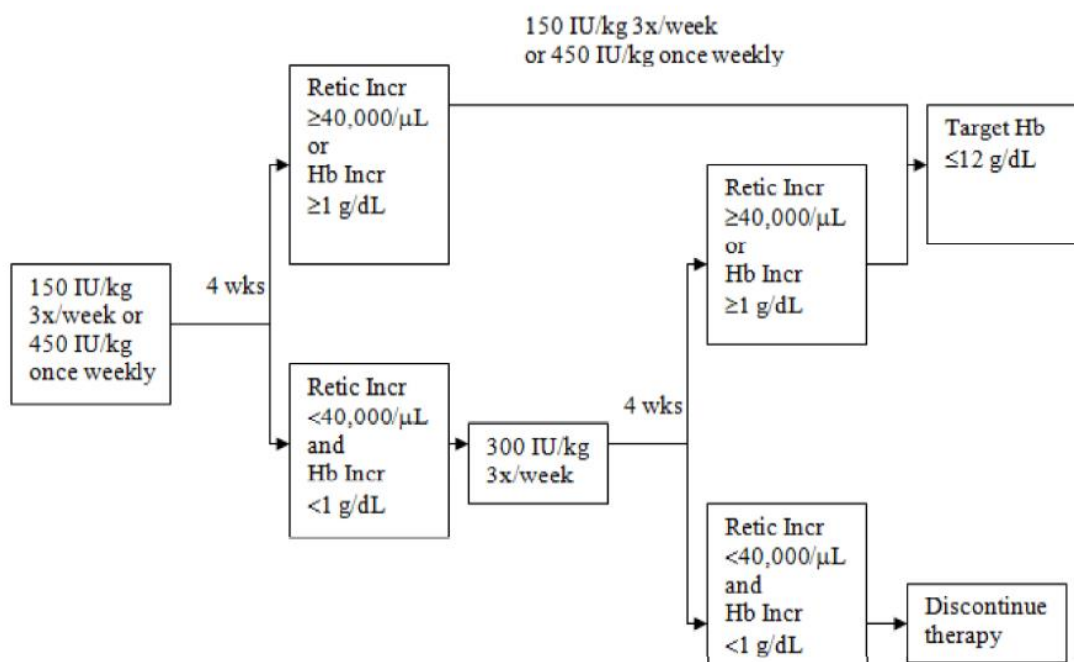 150 IU/kg 3x/week
or 450 IU/kg once weekly
Retic Incr
≥40,000/μL
or
Hb Incr
≥1 g/dL
Target Hb
≤12 g/dL
Retic Incr
≥40,000/μL
or
Hb Incr
≥1 g/dL
150 IU/kg
3x/week or
450 IU/kg
once weekly
4 wks
Retic Incr
<40,000/μL
and
Hb Incr
<1 g/dL
300 IU/kg
3x/week
4 wks
Retic Incr
<40,000/μL
and
Hb Incr
<1 g/dL
Discontinue
therapy